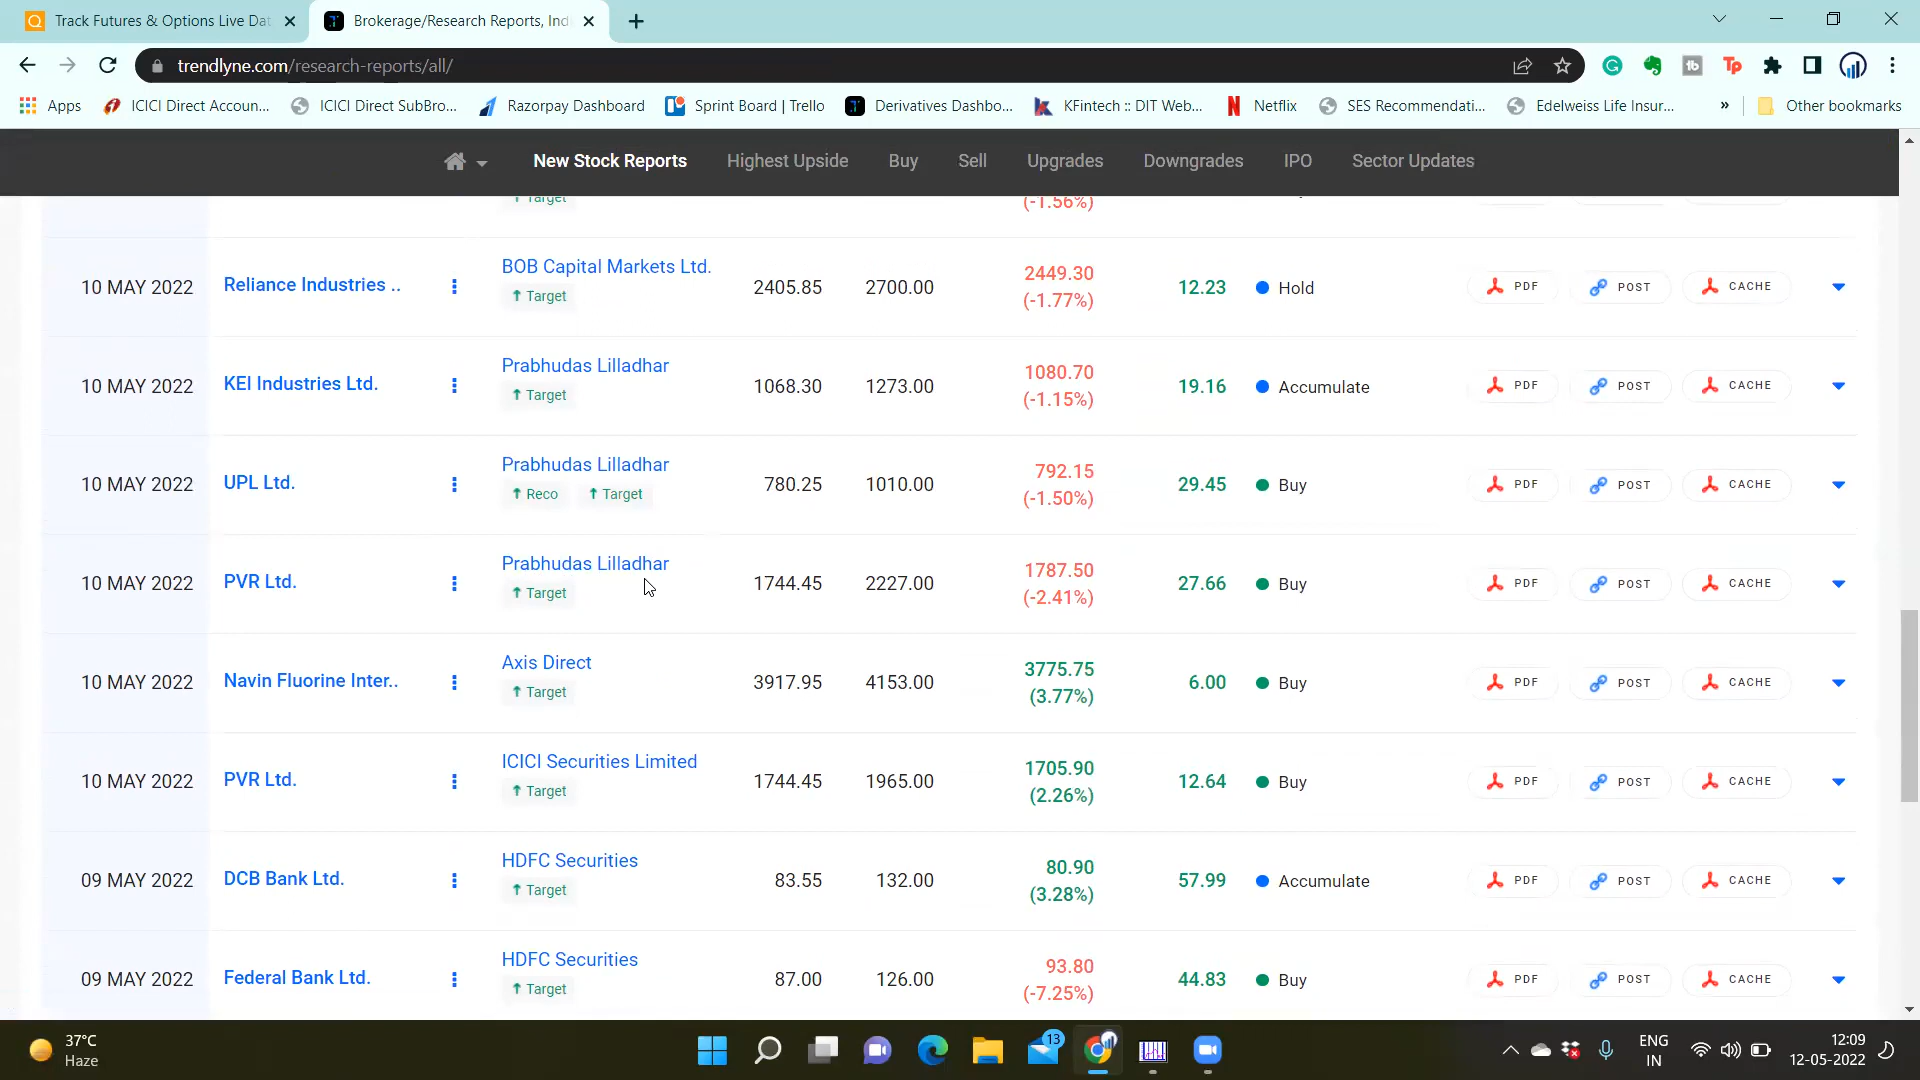 Track Futures & Options Live Dat
Brokerage/Research Reports, Ind
trendlyne.com/research-reports/all/
Apps
ICICI Direct Accoun...
ICICI Direct SubBro...
Razorpay Dashboard
Sprint Board | Trello
Derivatives Dashbo...
KFintech :: DIT Web...
Netflix
SES Recommendati...
Edelweiss Life Insur...
»
Other bookmarks
New Stock Reports
Highest Upside
Buy
Sell
Upgrades
Downgrades
IPO
Sector Updates
↑ Target
(-1.56%)
10 MAY 2022 Reliance Industries .. BOB Capital Markets Ltd. 2405.85 2700.00 2449.30 12.23 Hold PDF POST CACHE
↑ Target (-1.77%)
10 MAY 2022 KEI Industries Ltd. Prabhudas Lilladhar 1068.30 1273.00 1080.70 19.16 Accumulate PDF POST CACHE
↑ Target (-1.15%)
10 MAY 2022 UPL Ltd. Prabhudas Lilladhar 780.25 1010.00 792.15 29.45 Buy PDF POST CACHE
↑ Reco ↑ Target (-1.50%)
10 MAY 2022 PVR Ltd. Prabhudas Lilladhar 1744.45 2227.00 1787.50 27.66 Buy PDF POST CACHE
↑ Target (-2.41%)
10 MAY 2022 Navin Fluorine Inter.. Axis Direct 3917.95 4153.00 3775.75 6.00 Buy PDF POST CACHE
↑ Target (3.77%)
10 MAY 2022 PVR Ltd. ICICI Securities Limited 1744.45 1965.00 1705.90 12.64 Buy PDF POST CACHE
↑ Target (2.26%)
09 MAY 2022 DCB Bank Ltd. HDFC Securities 83.55 132.00 80.90 57.99 Accumulate PDF POST CACHE
↑ Target (3.28%)
09 MAY 2022 Federal Bank Ltd. HDFC Securities 87.00 126.00 93.80 44.83 Buy PDF POST CACHE
↑ Target (-7.25%)
37°C
Haze
13
ENG
IN
12:09
12-05-2022